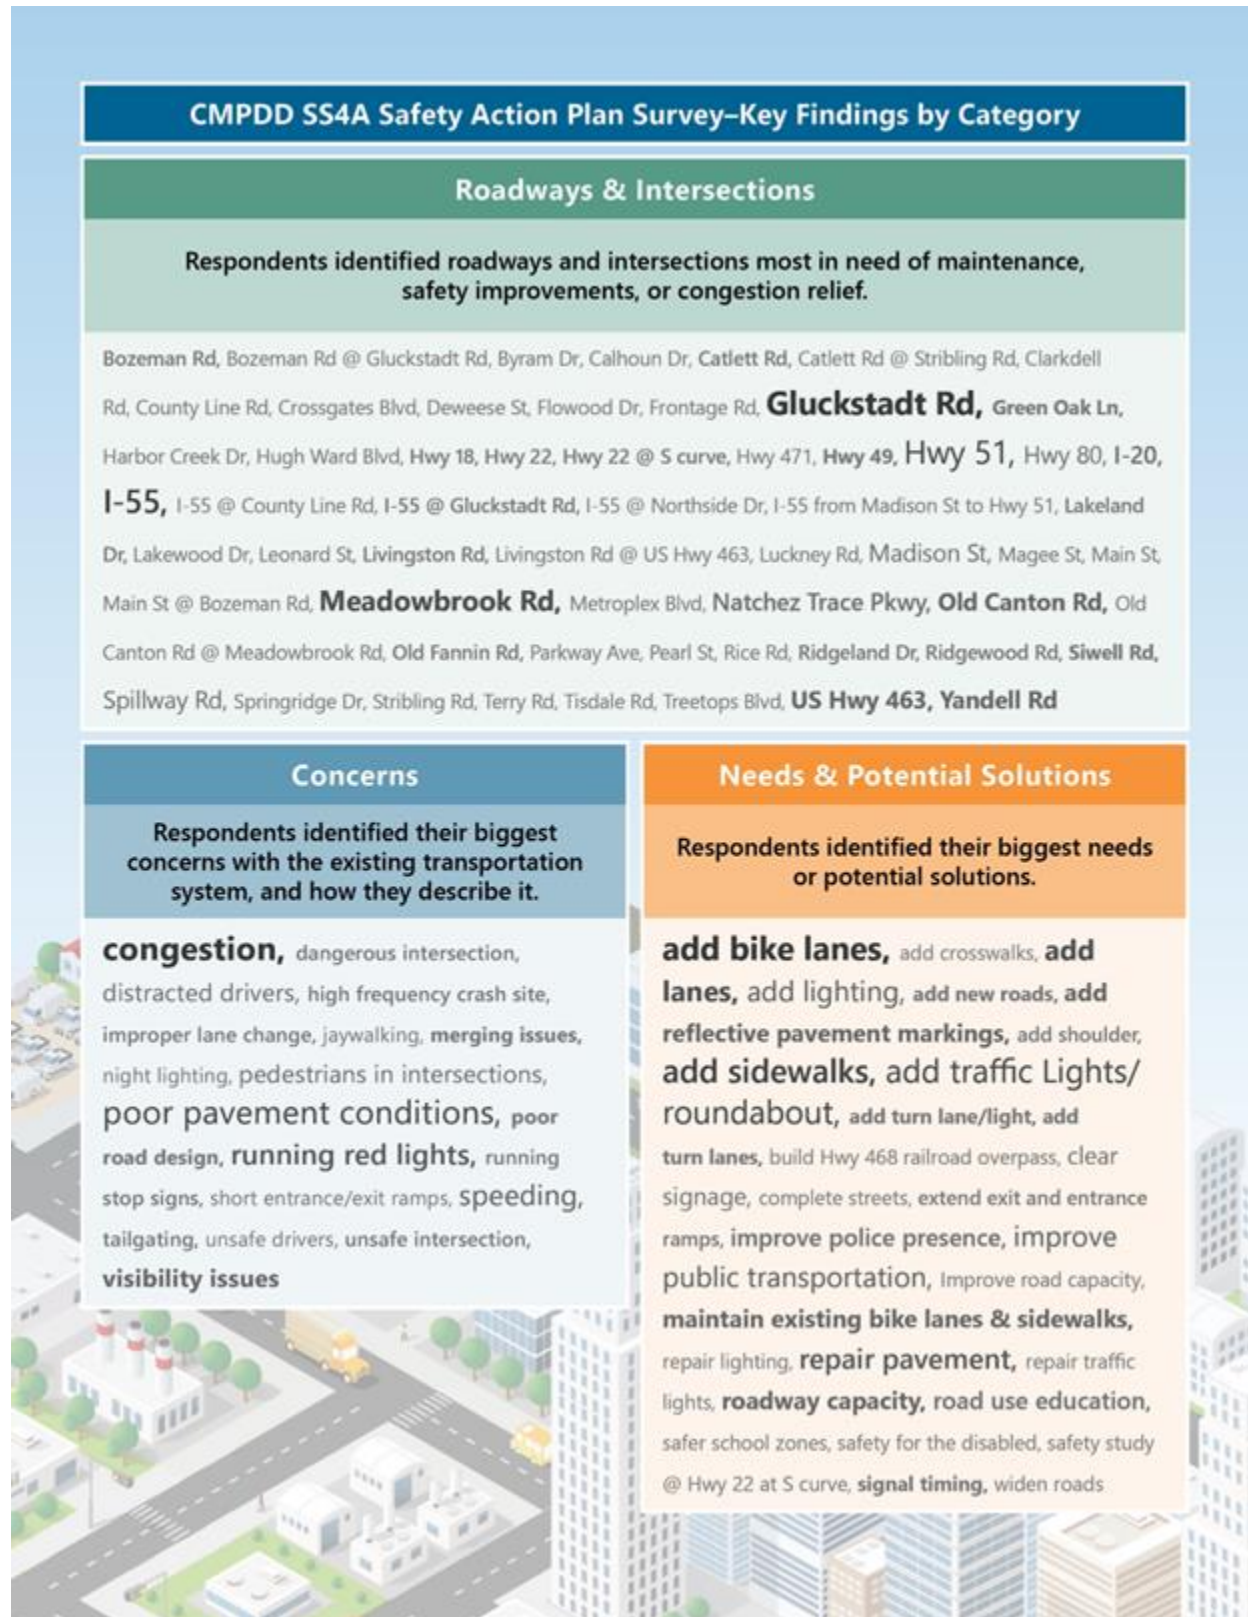 CMPDD SS4A Safety Action Plan Survey–Key Findings by Category
Roadways & Intersections
Respondents identified roadways and intersections most in need of maintenance,
safety improvements, or congestion relief.
Bozeman Rd, Bozeman Rd @ Gluckstadt Rd, Byram Dr, Calhoun Dr, Catlett Rd, Catlett Rd @ Stribling Rd, Clarkdell
Rd, County Line Rd, Crossgates Blvd, Deweese St, Flowood Dr, Frontage Rd, Gluckstadt Rd, Green Oak Ln,
Harbor Creek Dr, Hugh Ward Blvd, Hwy 18, Hwy 22, Hwy 22 @ S curve, Hwy 471, Hwy 49, Hwy 51, Hwy 80, I-20,
I-55, I-55 @ County Line Rd, I-55 @ Gluckstadt Rd, I-55 @ Northside Dr, I-55 from Madison St to Hwy 51, Lakeland
Dr, Lakewood Dr, Leonard St, Livingston Rd, Livingston Rd @ US Hwy 463, Luckney Rd, Madison St, Magee St, Main St,
Main St @ Bozeman Rd, Meadowbrook Rd, Metroplex Blvd, Natchez Trace Pkwy, Old Canton Rd, Old
Canton Rd @ Meadowbrook Rd, Old Fannin Rd, Parkway Ave, Pearl St, Rice Rd, Ridgeland Dr, Ridgewood Rd, Siwell Rd,
Spillway Rd, Springridge Dr, Stribling Rd, Terry Rd, Tisdale Rd, Treetops Blvd, US Hwy 463, Yandell Rd
Concerns
Respondents identified their biggest
concerns with the existing transportation
system, and how they describe it.
congestion, dangerous intersection,
distracted drivers, high frequency crash site,
improper lane change, jaywalking, merging issues,
night lighting, pedestrians in intersections,
poor pavement conditions, poor
road design, running red lights, running
stop signs, short entrance/exit ramps, speeding,
tailgating, unsafe drivers, unsafe intersection,
visibility issues
Needs & Potential Solutions
Respondents identified their biggest needs
or potential solutions.
add bike lanes, add crosswalks, add
lanes, add lighting, add new roads, add
reflective pavement markings, add shoulder,
add sidewalks, add traffic Lights/
roundabout, add turn lane/light, add
turn lanes, build Hwy 468 railroad overpass, clear
signage, complete streets, extend exit and entrance
ramps, improve police presence, improve
public transportation, Improve road capacity,
maintain existing bike lanes & sidewalks,
repair lighting, repair pavement, repair traffic
lights, roadway capacity, road use education,
safer school zones, safety for the disabled, safety study
@ Hwy 22 at S curve, signal timing, widen roads